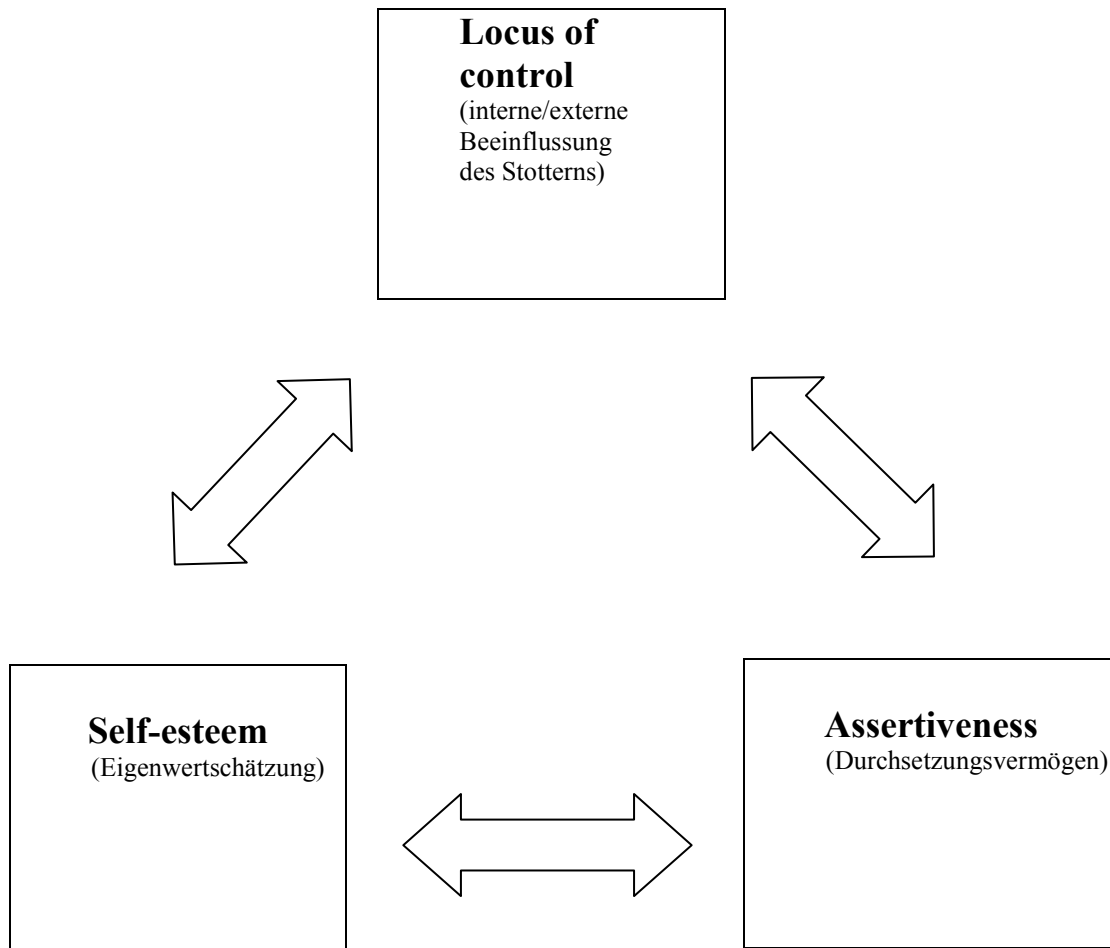 Locus of
control
(interne/externe
Beeinflussung
des Stotterns)
Self-esteem
(Eigenwertschätzung)
Assertiveness
(Durchsetzungsvermögen)